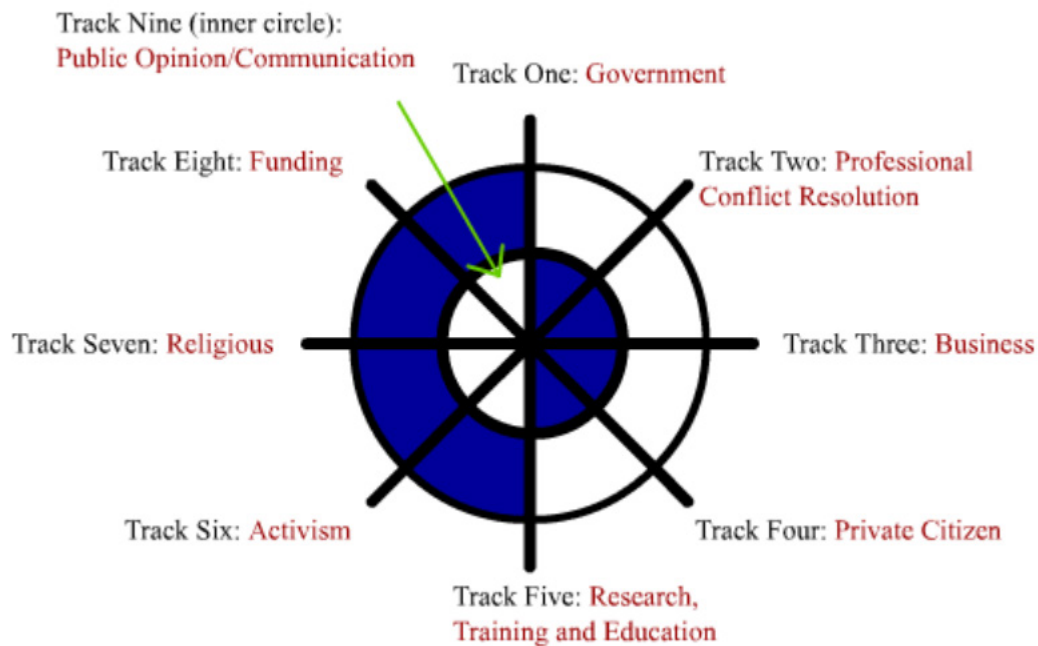 Track Nine (inner circle):
Public Opinion/Communication
Track One: Government
Track Eight: Funding
Track Two: Professional
Conflict Resolution
Track Seven: Religious
Track Three: Business
Track Six: Activism
Track Four: Private Citizen
Track Five: Research,
Training and Education